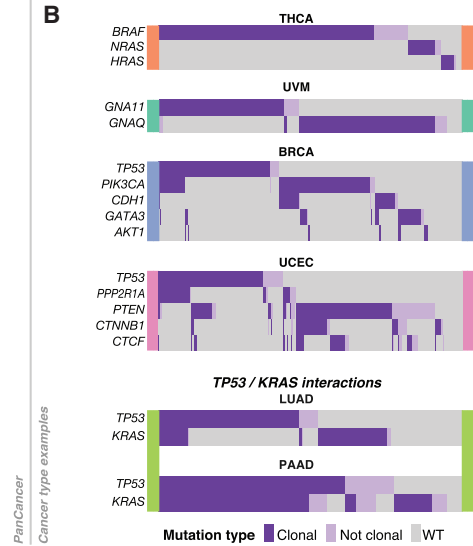 B
THCA
BRAF
NRAS
HRAS
UVM
GNA11
GNAQ
BRCA
TP53
PIK3CA
CDH1
GATA3
AKT1
UCEC
TP53
PPP2R1A
PTEN
CTNNB1
CTCF
TP53 / KRAS interactions
LUAD
TP53
KRAS
PAAD
TP53
KRAS
Mutation type Clonal Not clonal WT
PanCancer
Cancer type examples